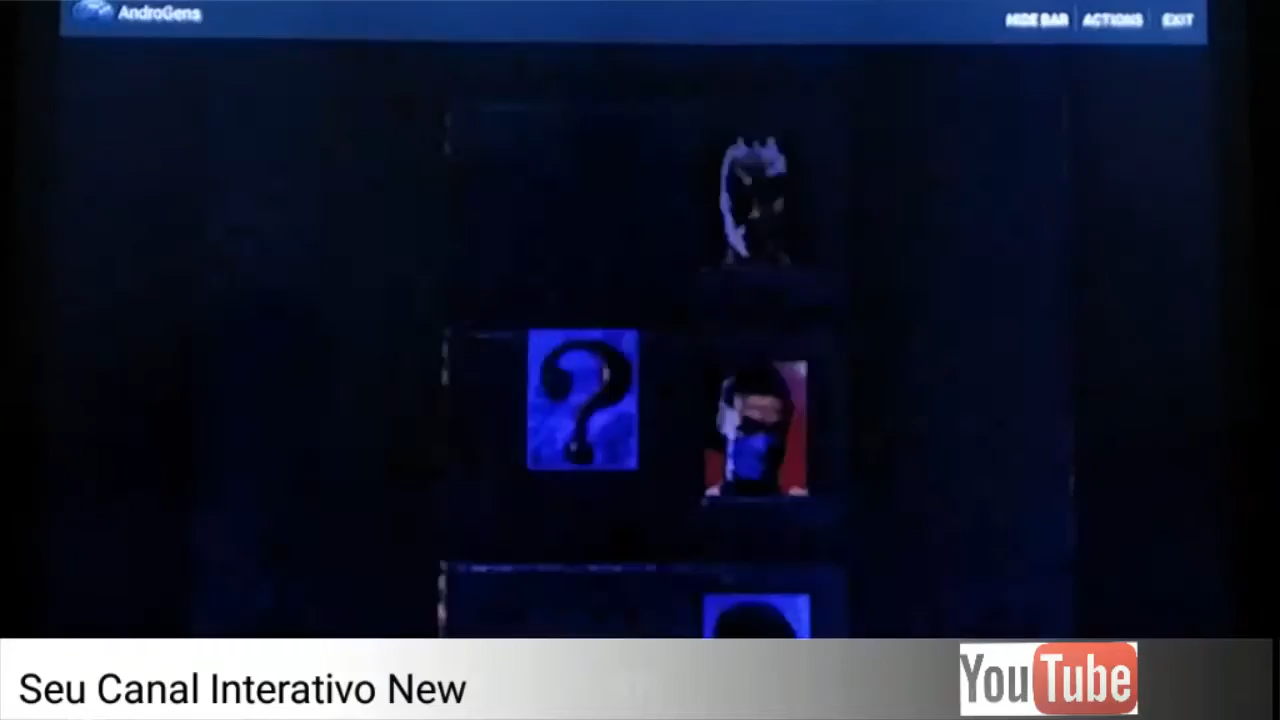 AndroGens
HIDE BAR ACTIONS EXIT
?
Seu Canal Interativo New
YouTube